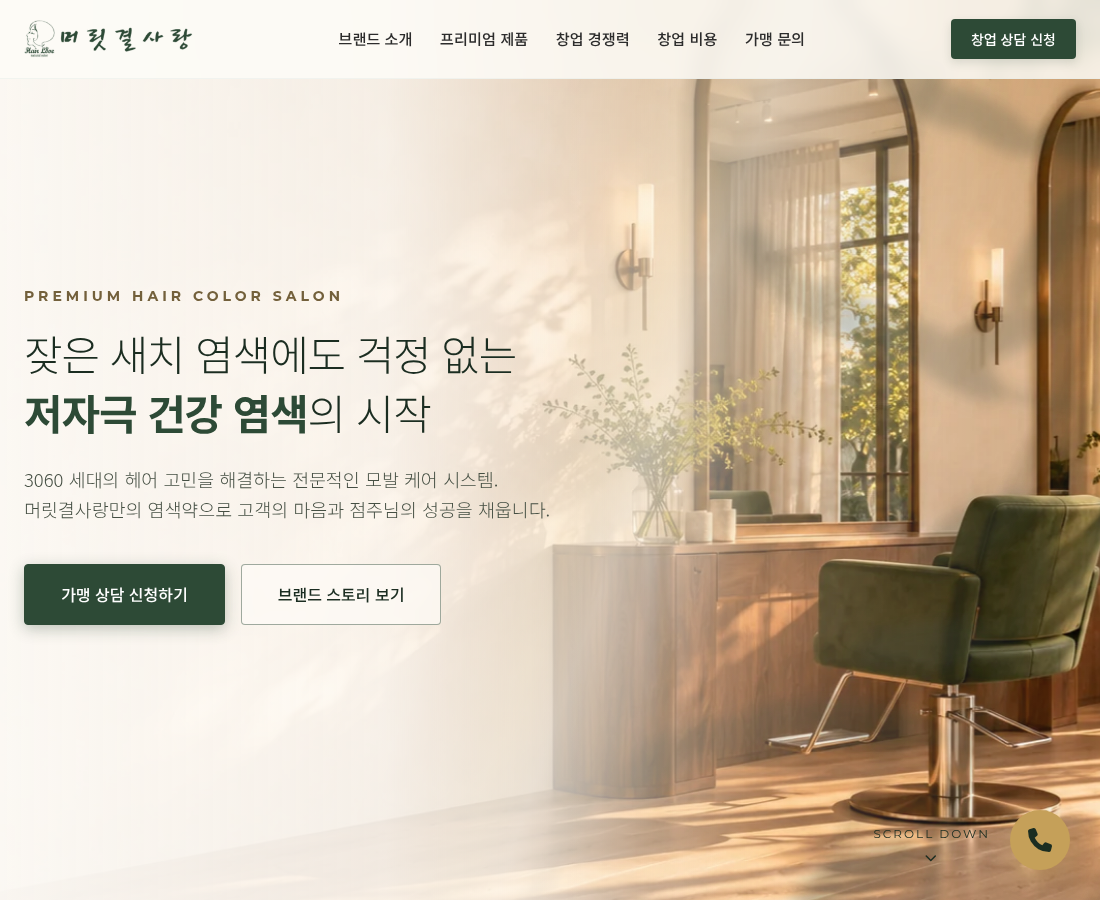 Hair Love
머릿결사랑
브랜드 소개
프리미엄 제품
창업 경쟁력
창업 비용
가맹 문의
창업 상담 신청
PREMIUM HAIR COLOR SALON
잦은 새치 염색에도 걱정 없는
저자극 건강 염색의 시작
3060 세대의 헤어 고민을 해결하는 전문적인 모발 케어 시스템.
머릿결사랑만의 염색약으로 고객의 마음과 점주님의 성공을 채웁니다.
가맹 상담 신청하기
브랜드 스토리 보기
SCROLL DOWN